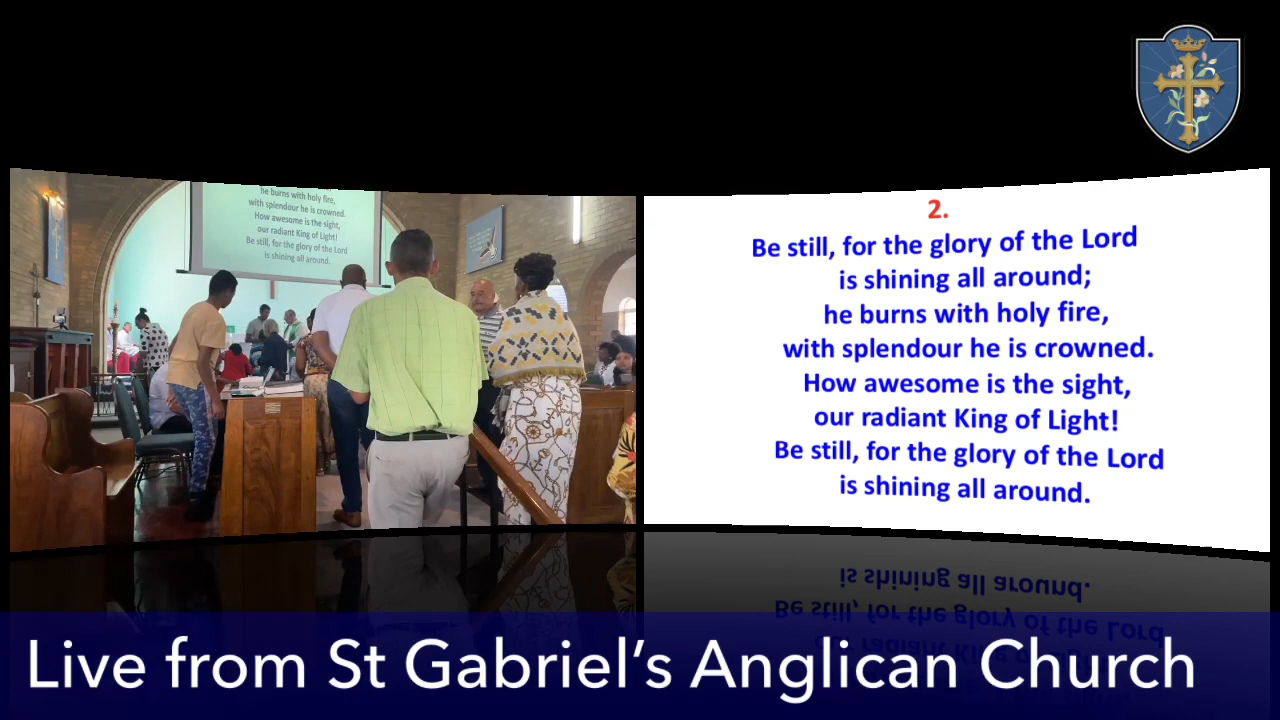 he burns with holy fire,
with splendour he is crowned.
How awesome is the sight,
our radiant King of Light!
Be still, for the glory of the Lord
is shining all around.
2.
Be still, for the glory of the Lord
is shining all around;
he burns with holy fire,
with splendour he is crowned.
How awesome is the sight,
our radiant King of Light!
Be still, for the glory of the Lord
is shining all around.
Live from St Gabriel's Anglican Church